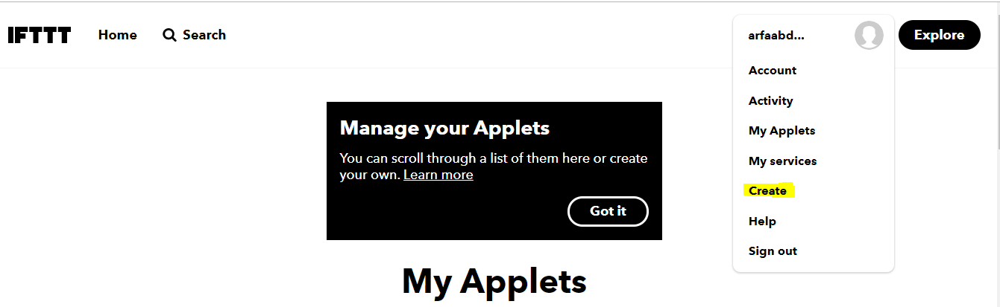 IFTTT Home Search arfaabd... Explore
Account
Activity
My Applets
My services
Create
Help
Sign out
Manage your Applets
You can scroll through a list of them here or create
your own. Learn more
Got it
My Applets